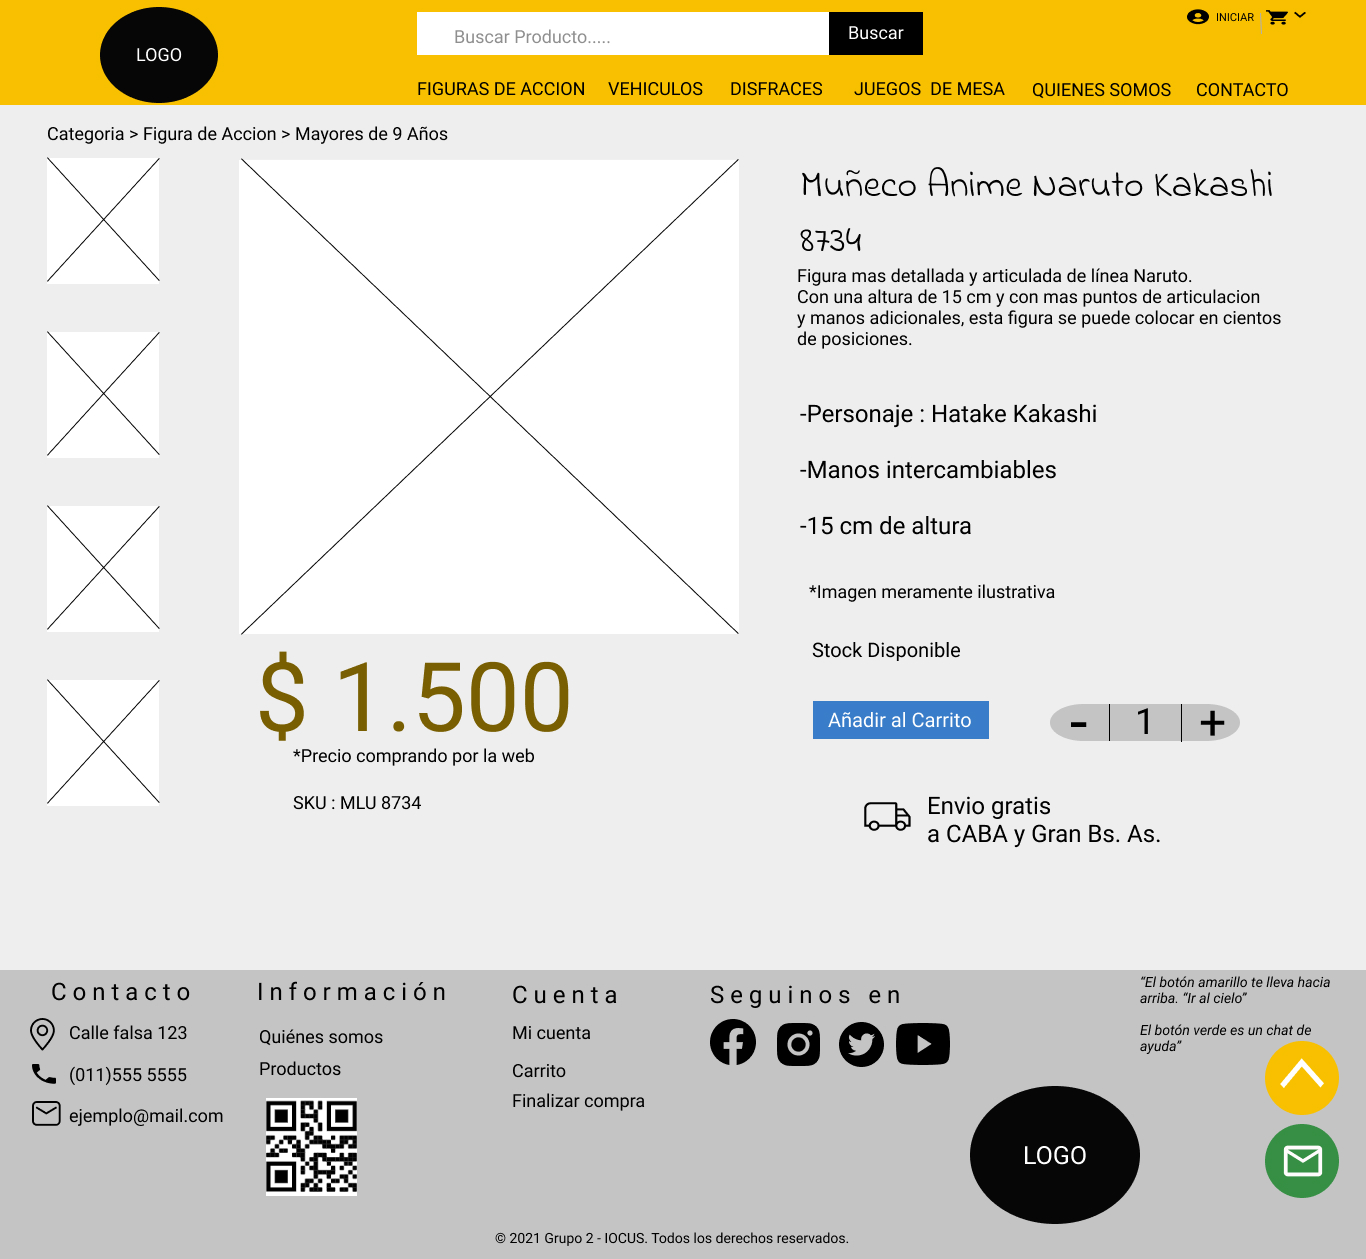 LOGO
Buscar Producto.....
Buscar
INICIAR
FIGURAS DE ACCION
VEHICULOS
DISFRACES
JUEGOS DE MESA
QUIENES SOMOS
CONTACTO
Categoria > Figura de Accion > Mayores de 9 Años
Muñeco Anime Naruto Kakashi
8734
Figura mas detallada y articulada de línea Naruto.
Con una altura de 15 cm y con mas puntos de articulacion
y manos adicionales, esta figura se puede colocar en cientos
de posiciones.
-Personaje : Hatake Kakashi
-Manos intercambiables
-15 cm de altura
*Imagen meramente ilustrativa
Stock Disponible
Añadir al Carrito
- 1 +
Envio gratis
a CABA y Gran Bs. As.
$ 1.500
*Precio comprando por la web
SKU : MLU 8734
Contacto
Calle falsa 123
(011)555 5555
ejemplo@mail.com
Información
Quiénes somos
Productos
Cuenta
Mi cuenta
Carrito
Finalizar compra
Seguinos en
“El botón amarillo te lleva hacia
arriba. “Ir al cielo”
El botón verde es un chat de
ayuda”
LOGO
© 2021 Grupo 2 - IOCUS. Todos los derechos reservados.